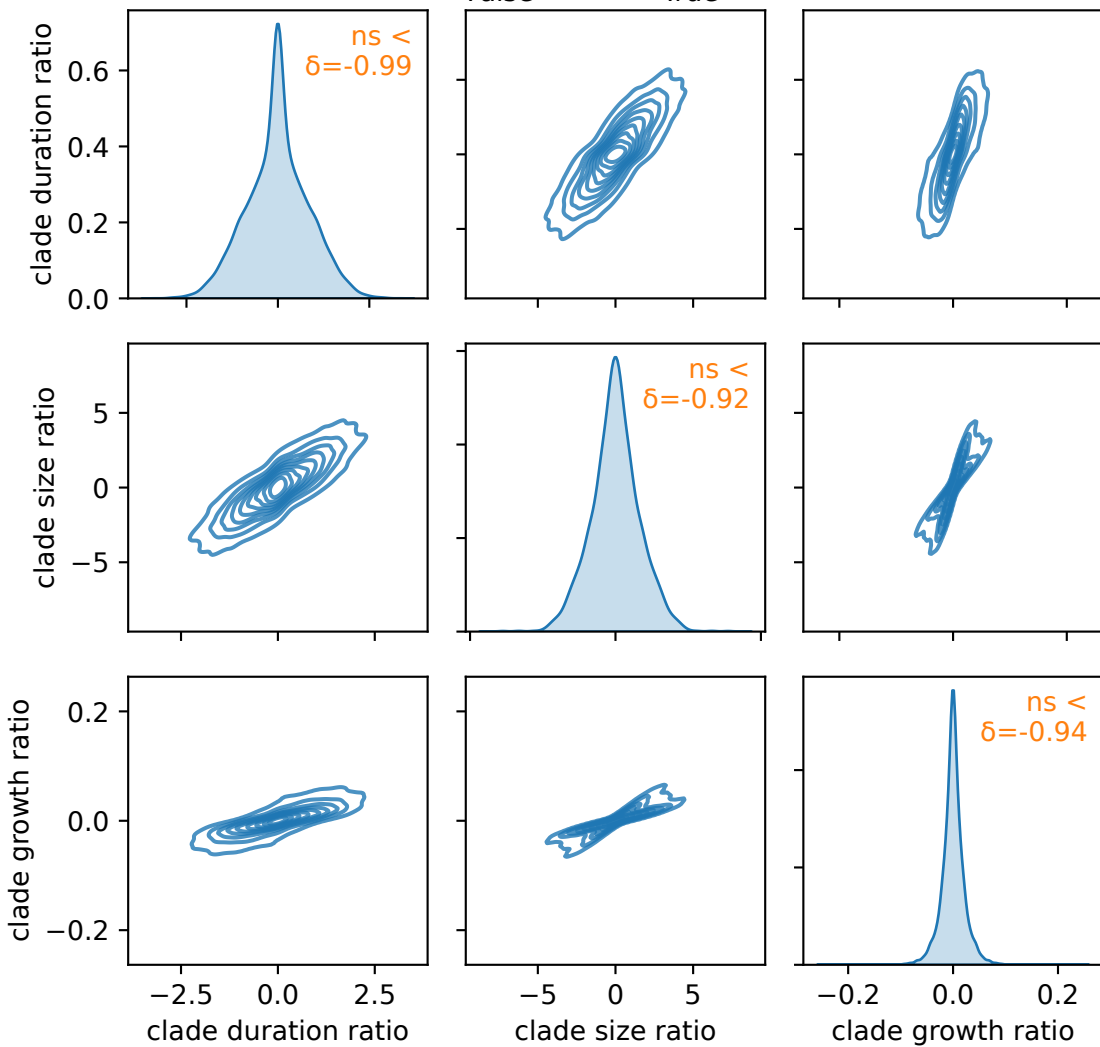 clade duration ratio
0.6
0.4
0.2
0.0
ns <
δ=-0.99
clade size ratio
5
0
−5
ns <
δ=-0.92
clade growth ratio
0.2
0.0
−0.2
ns <
δ=-0.94
−2.5 0.0 2.5
−5 0 5
−0.2 0.0 0.2
clade duration ratio
clade size ratio
clade growth ratio